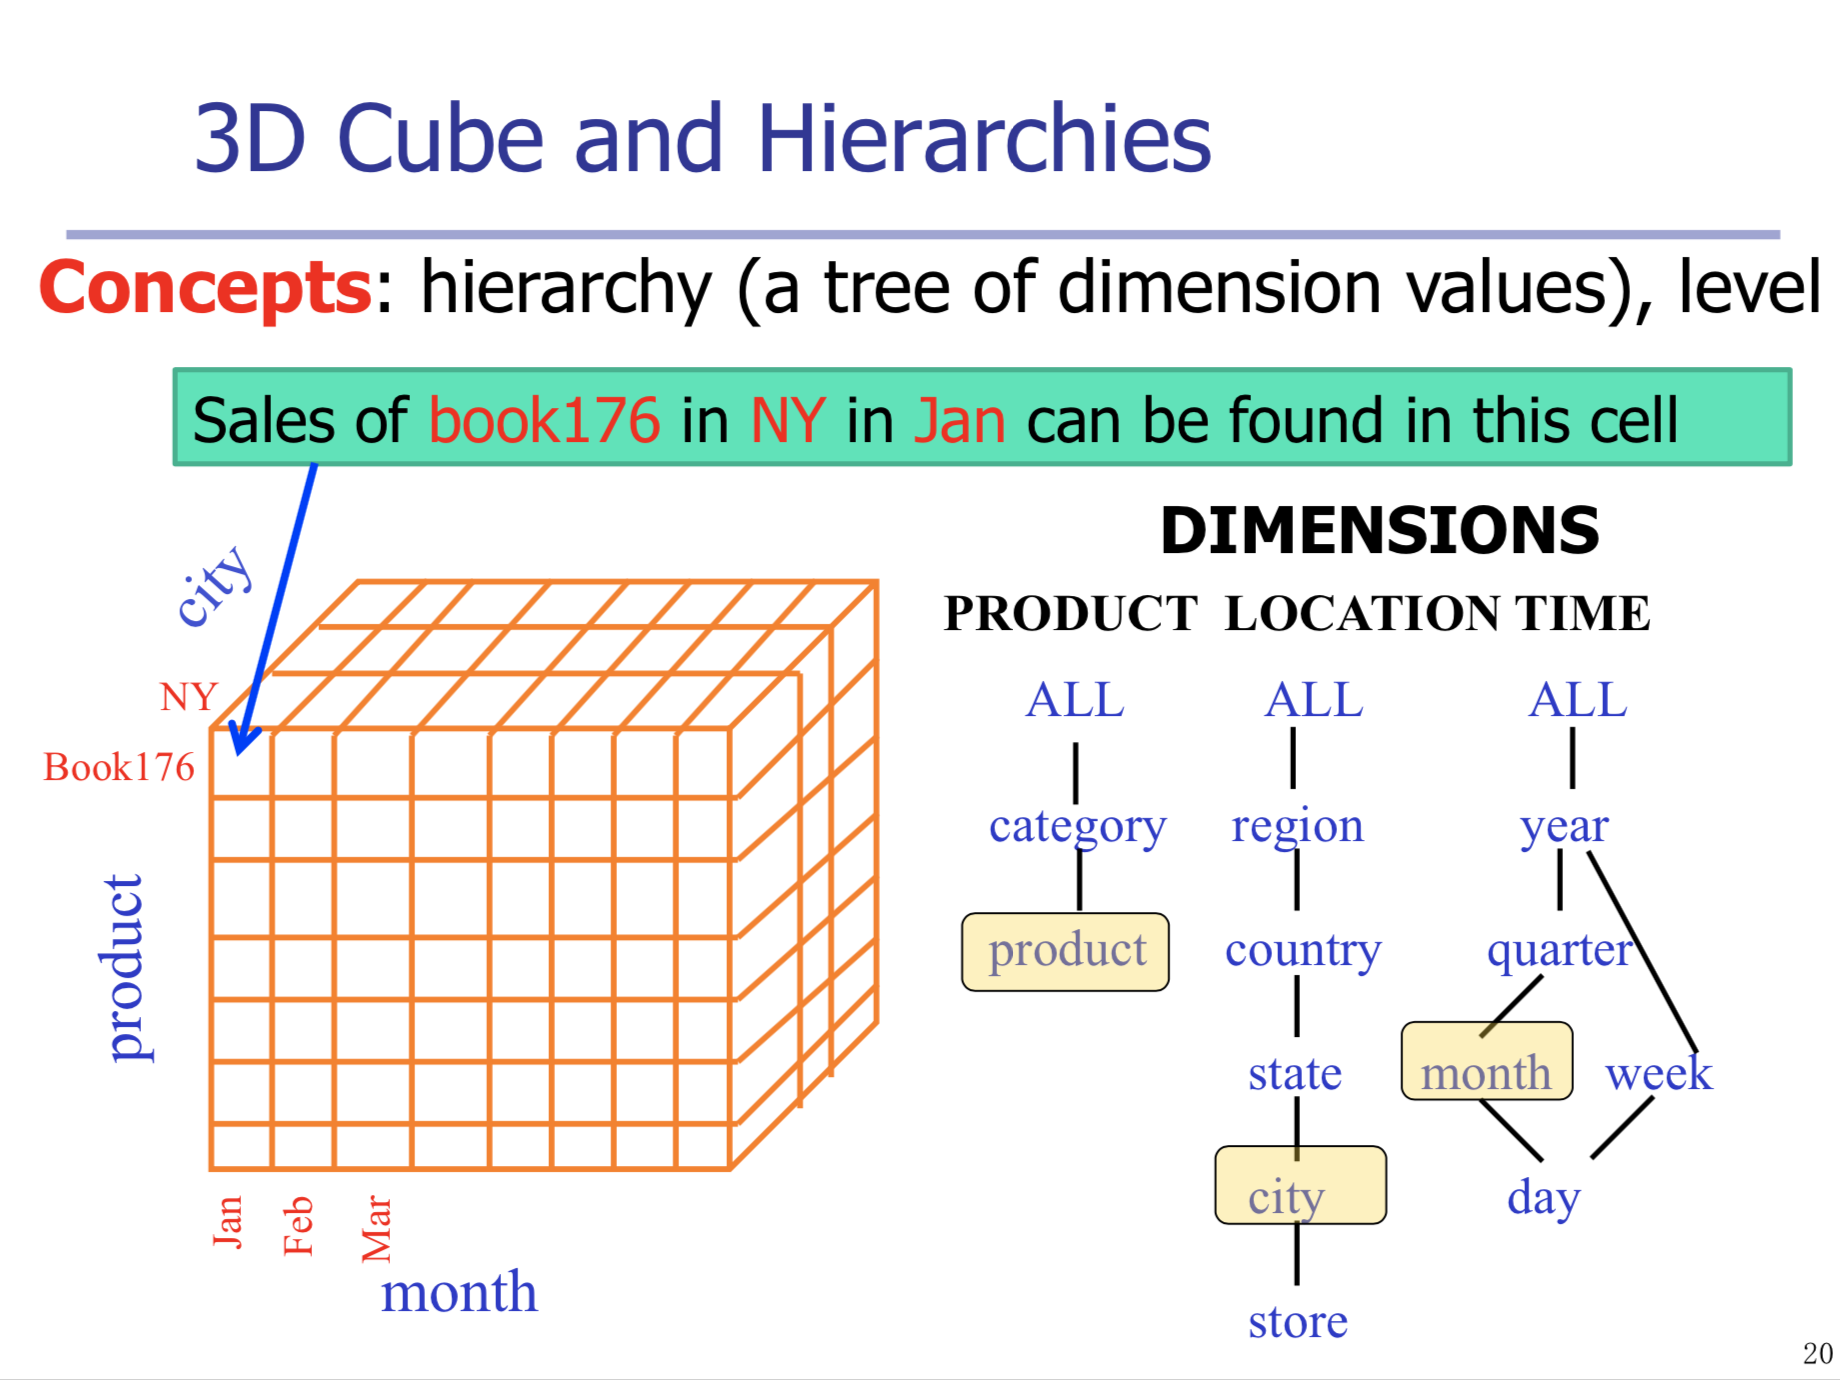 3D Cube and Hierarchies
Concepts: hierarchy (a tree of dimension values), level
Sales of book176 in NY in Jan can be found in this cell
DIMENSIONS
PRODUCT LOCATION TIME
city
NY
Book176
product
Jan
Feb
Mar
month
ALL
category
product
ALL
region
country
state
city
store
ALL
year
quarter
month
week
day
20